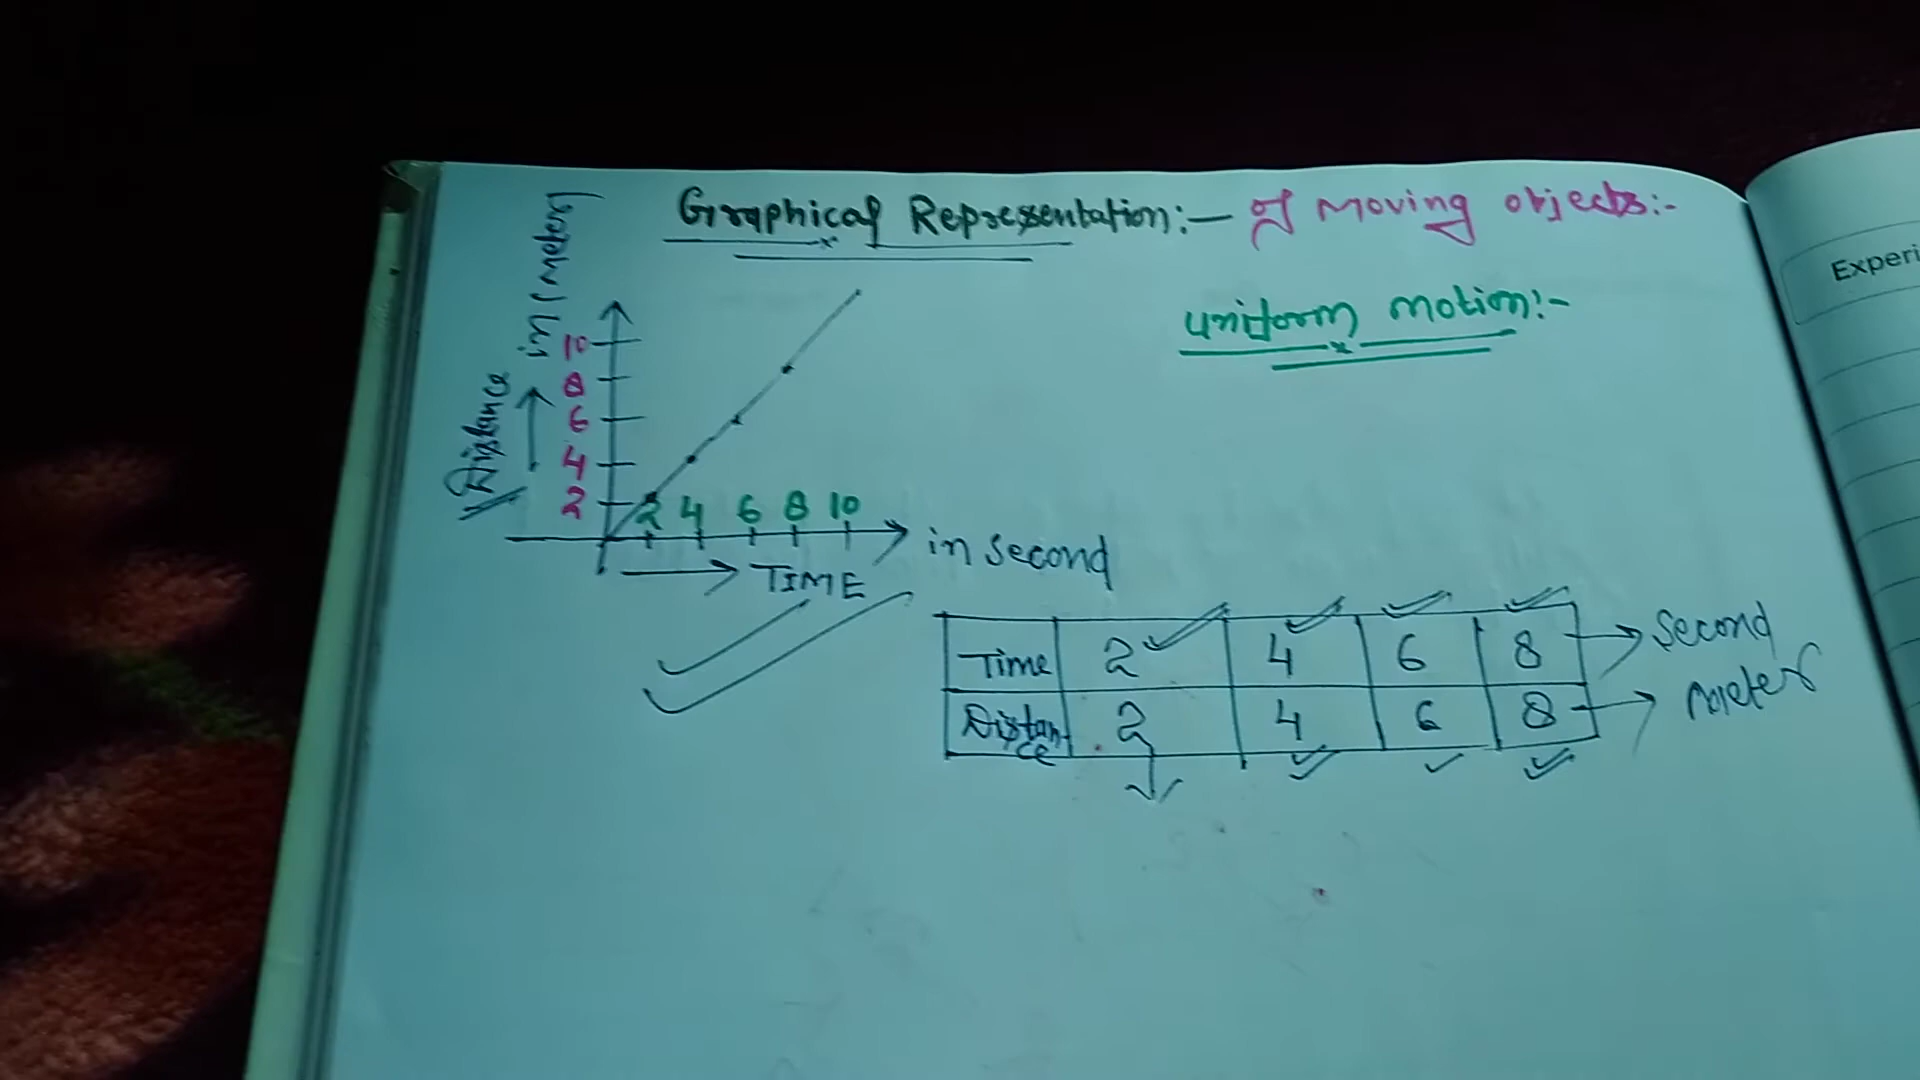 Graphical Representation:- of Moving objects:-
Experi
uniform motion:-
Distance
in (meter)
10
8
6
4
2
2 4 6 8 10
in second
TIME
Time 2 4 6 8 second
Distance 2 4 6 8 meter